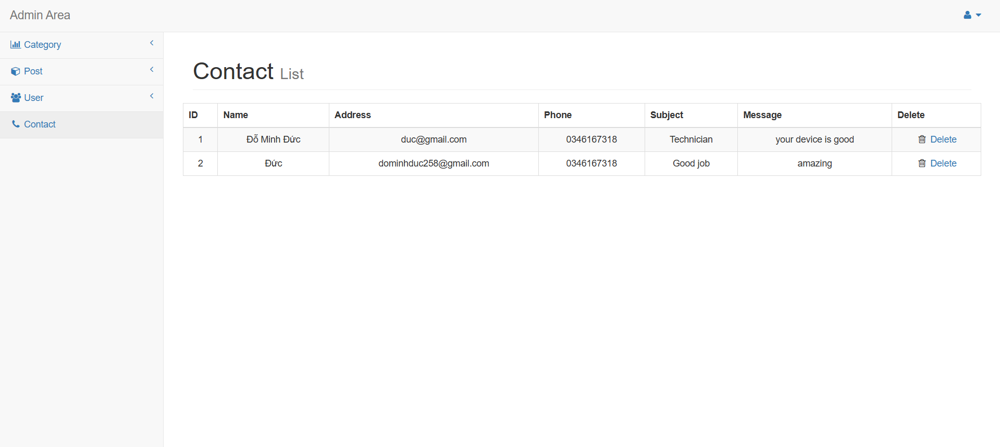 Admin Area
Category
Post
User
Contact
Contact List
ID Name Address Phone Subject Message Delete
1 Đỗ Minh Đức duc@gmail.com 0346167318 Technician your device is good Delete
2 Đức dominhduc258@gmail.com 0346167318 Good job amazing Delete